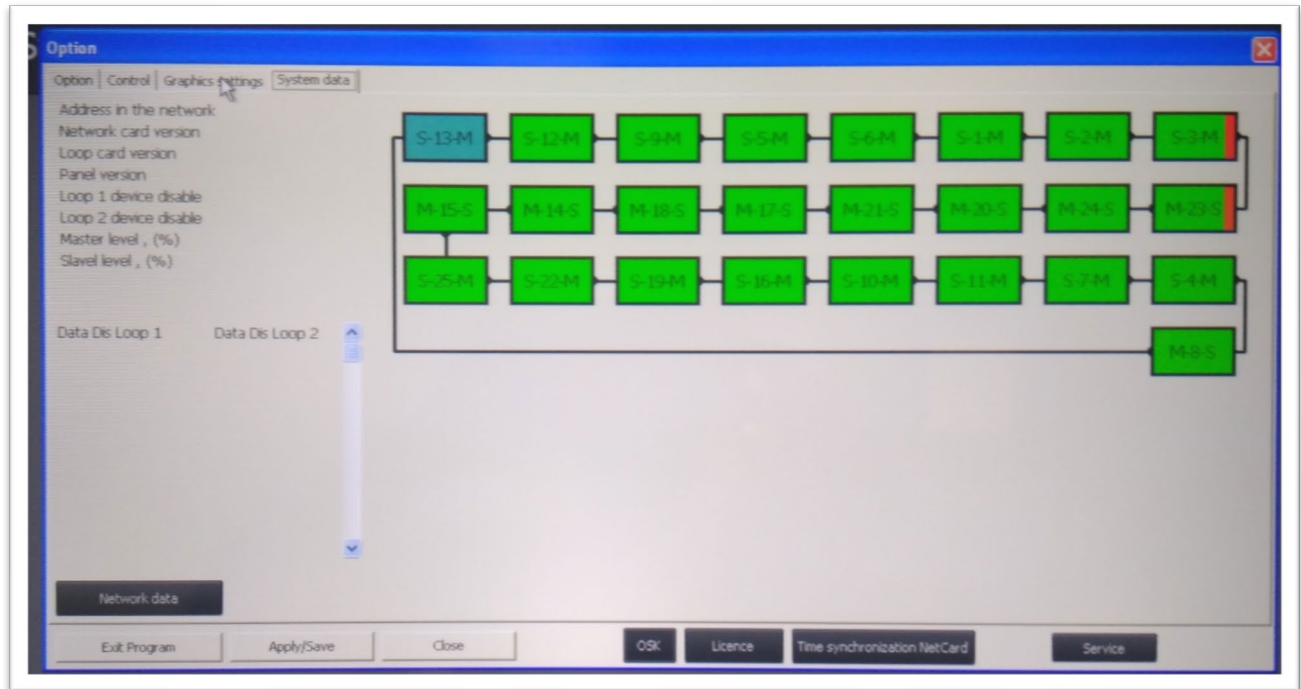 Option
Option Control Graphics settings System data
Address in the network
Network card version
Loop card version
Panel version
Loop 1 device disable
Loop 2 device disable
Master level , (%)
Slavel level , (%)
S-13-M S-12-M S-9-M S-5-M S-6-M S-1-M S-2-M S-3-M
M-15-S M-14-S M-18-S M-17-S M-21-S M-20-S M-24-S M-23-S
S-25-M S-22-M S-19-M S-16-M S-10-M S-11-M S-7-M S-4-M
M-8-S
Data Dis Loop 1 Data Dis Loop 2
Network data
Exit Program Apply/Save Close OSK Licence Time synchronization NetCard Service